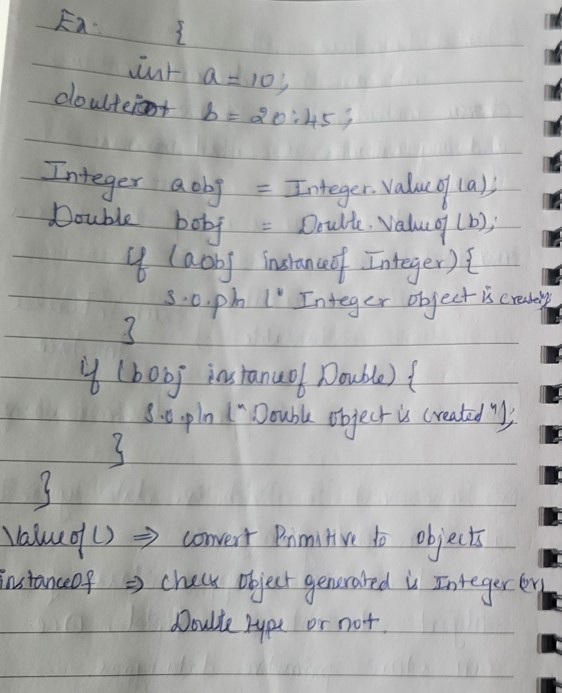 Ex. {
int a = 10;
double b = 20.45;
Integer aobj = Integer.Valueof(a);
Double bobj = Double.Valueof(b);
if (aobj instanceof Integer) {
S.o.pln (" Integer object is created");
}
if (bobj instanceof Double) {
S.o.pln ("Double object is created");
}
}
Valueof() ⇒ convert Primitive to objects
instanceof ⇒ check object generated is Integer (or)
Double type or not.